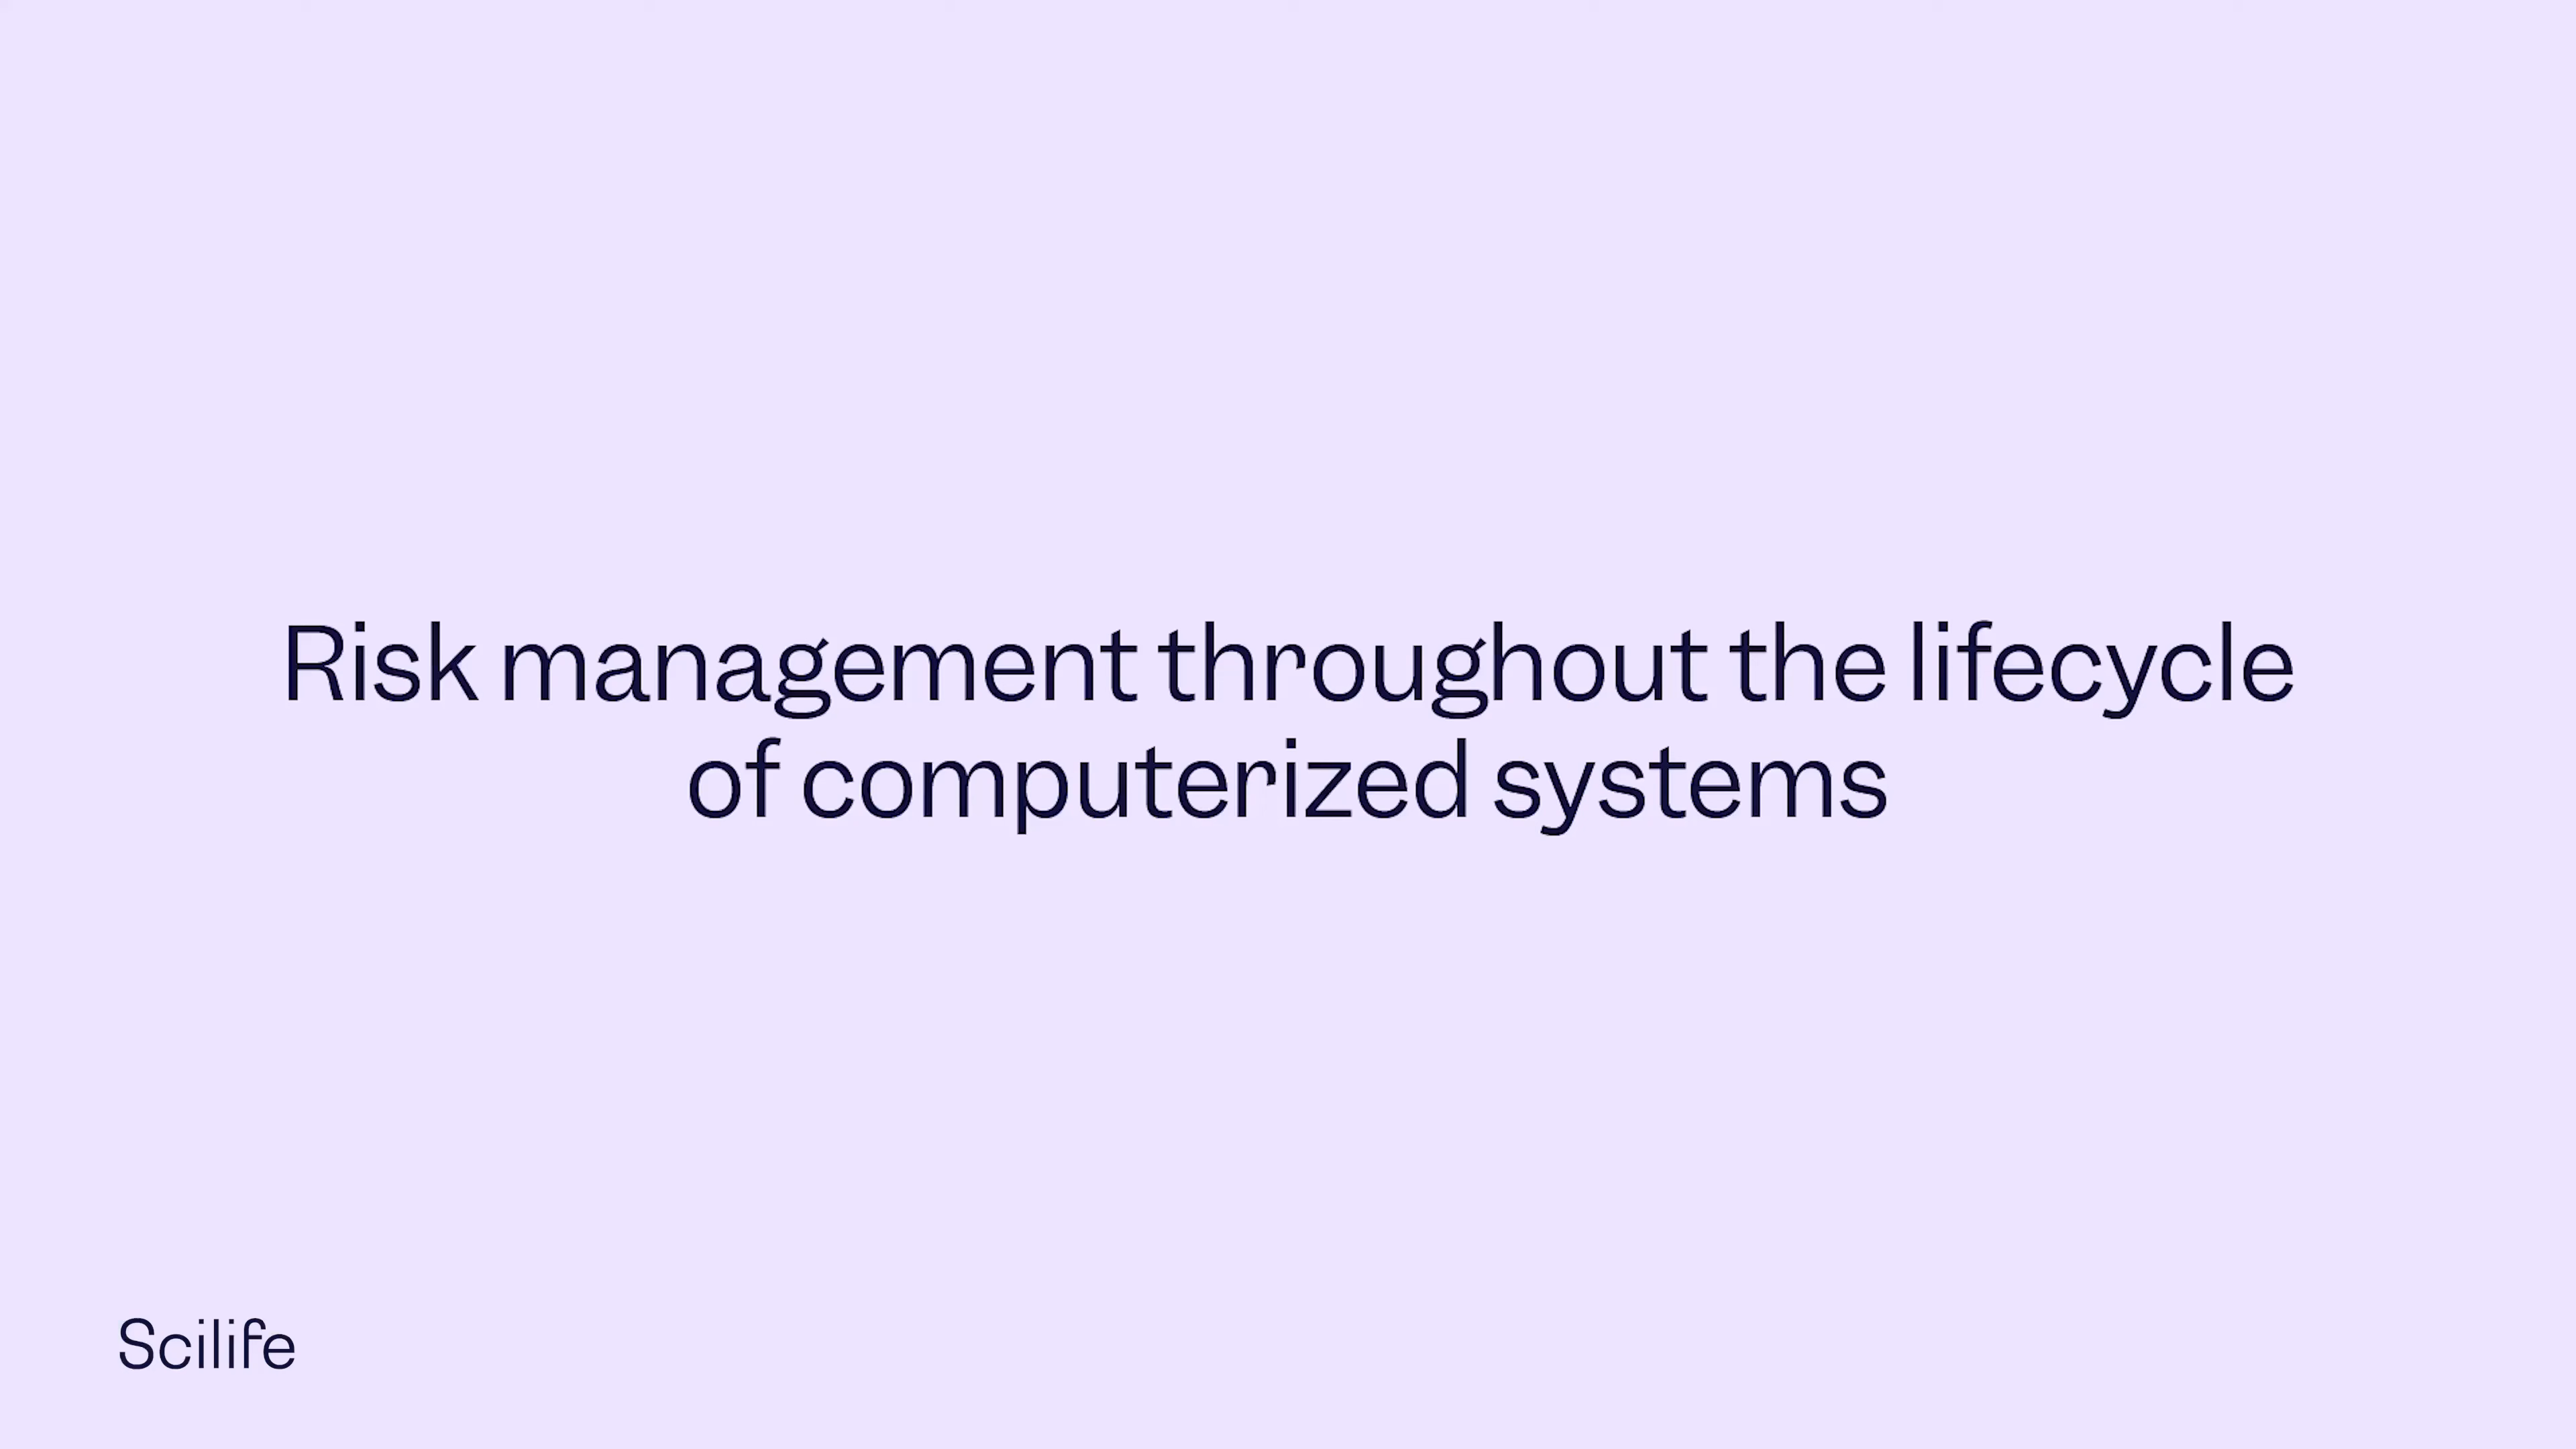 Risk management throughout the lifecycle
of computerized systems
Scilife